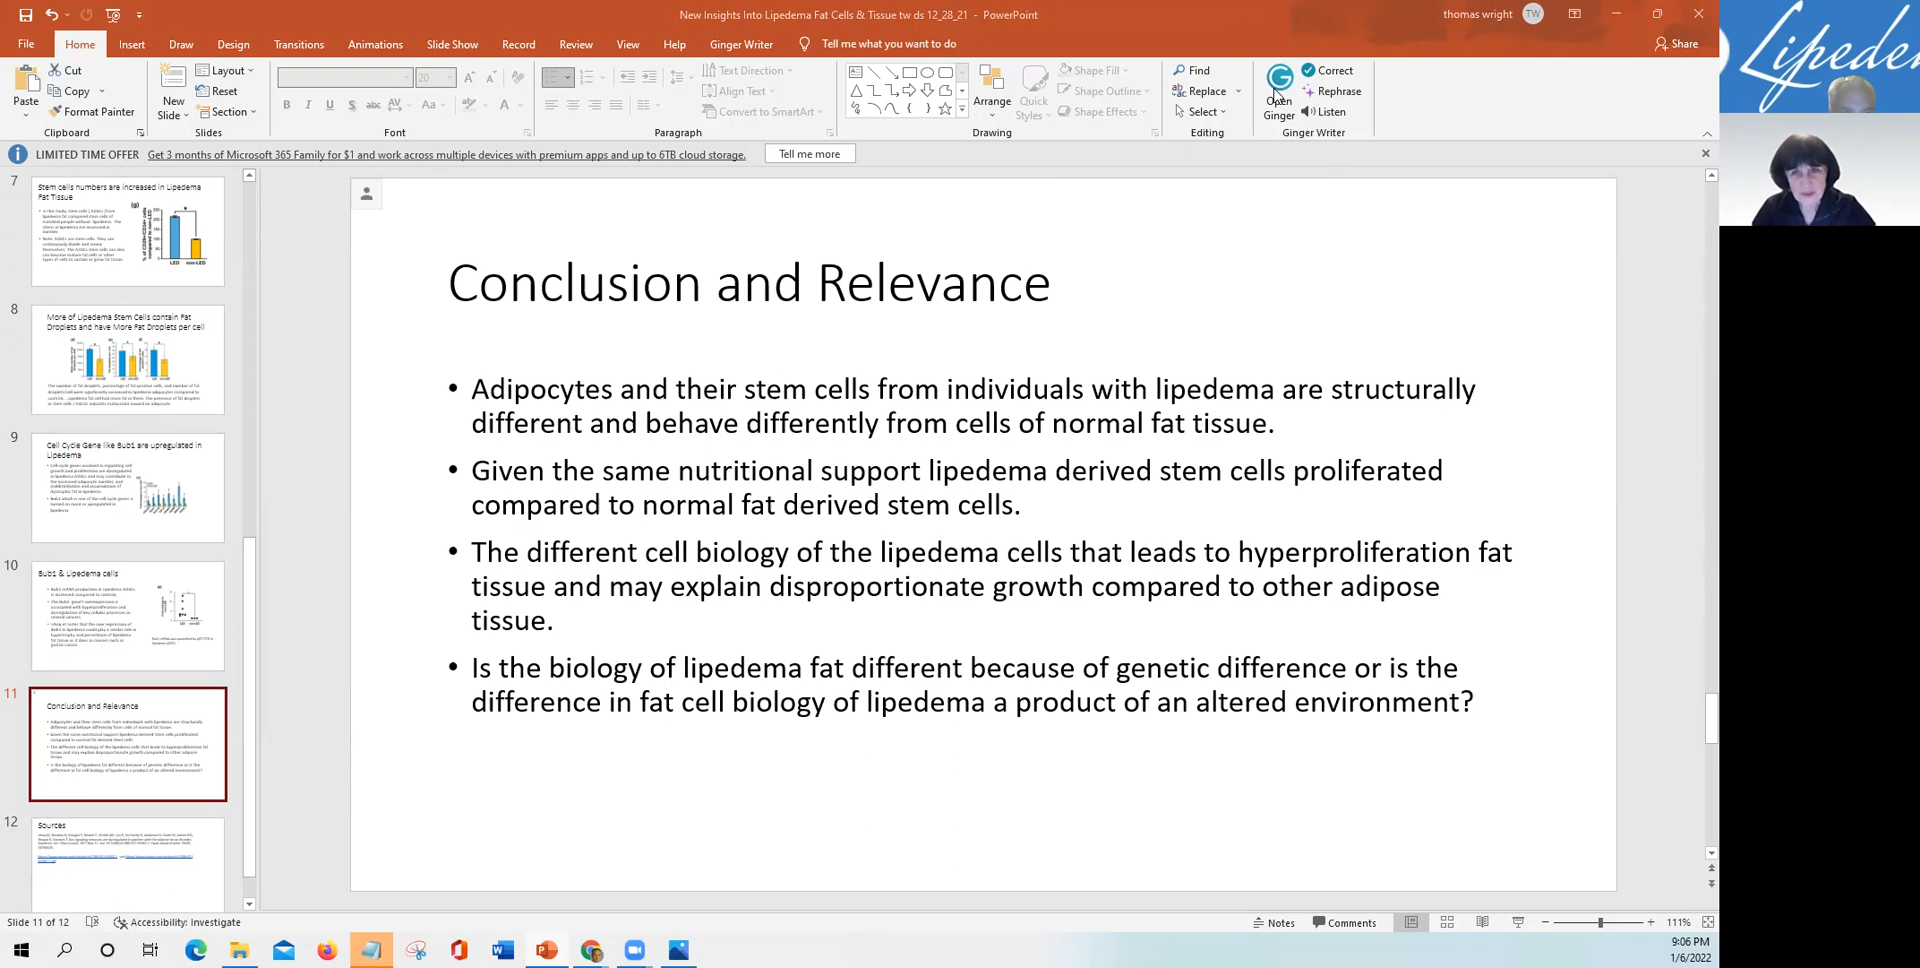 New Insights Into Lipedema Fat Cells & Tissue tw ds 12_28_21 - PowerPoint
thomas wright TW
File Home Insert Draw Design Transitions Animations Slide Show Record Review View Help Ginger Writer Tell me what you want to do Share
Paste Cut Copy Format Painter
Clipboard
New Slide Layout Reset Section
Slides
20
Font
Text Direction Align Text Convert to SmartArt
Paragraph
Arrange Quick Styles Shape Fill Shape Outline Shape Effects
Drawing
Find Replace Select
Editing
Open Ginger Correct Rephrase Listen
Ginger Writer
LIMITED TIME OFFER Get 3 months of Microsoft 365 Family for $1 and work across multiple devices with premium apps and up to 6TB cloud storage. Tell me more
7
Stem cells numbers are increased in Lipedema
Fat Tissue
8
More of Lipedema Stem Cells contain Fat
Droplets and have More Fat Droplets per cell
9
Cell Cycle Gene like Bub1 are upregulated in
Lipedema
10
Bub1 & Lipedema cells
11
Conclusion and Relevance
12
Sources
Conclusion and Relevance
• Adipocytes and their stem cells from individuals with lipedema are structurally
different and behave differently from cells of normal fat tissue.
• Given the same nutritional support lipedema derived stem cells proliferated
compared to normal fat derived stem cells.
• The different cell biology of the lipedema cells that leads to hyperproliferation fat
tissue and may explain disproportionate growth compared to other adipose
tissue.
• Is the biology of lipedema fat different because of genetic difference or is the
difference in fat cell biology of lipedema a product of an altered environment?
Slide 11 of 12 Accessibility: Investigate Notes Comments 111%
9:06 PM
1/6/2022